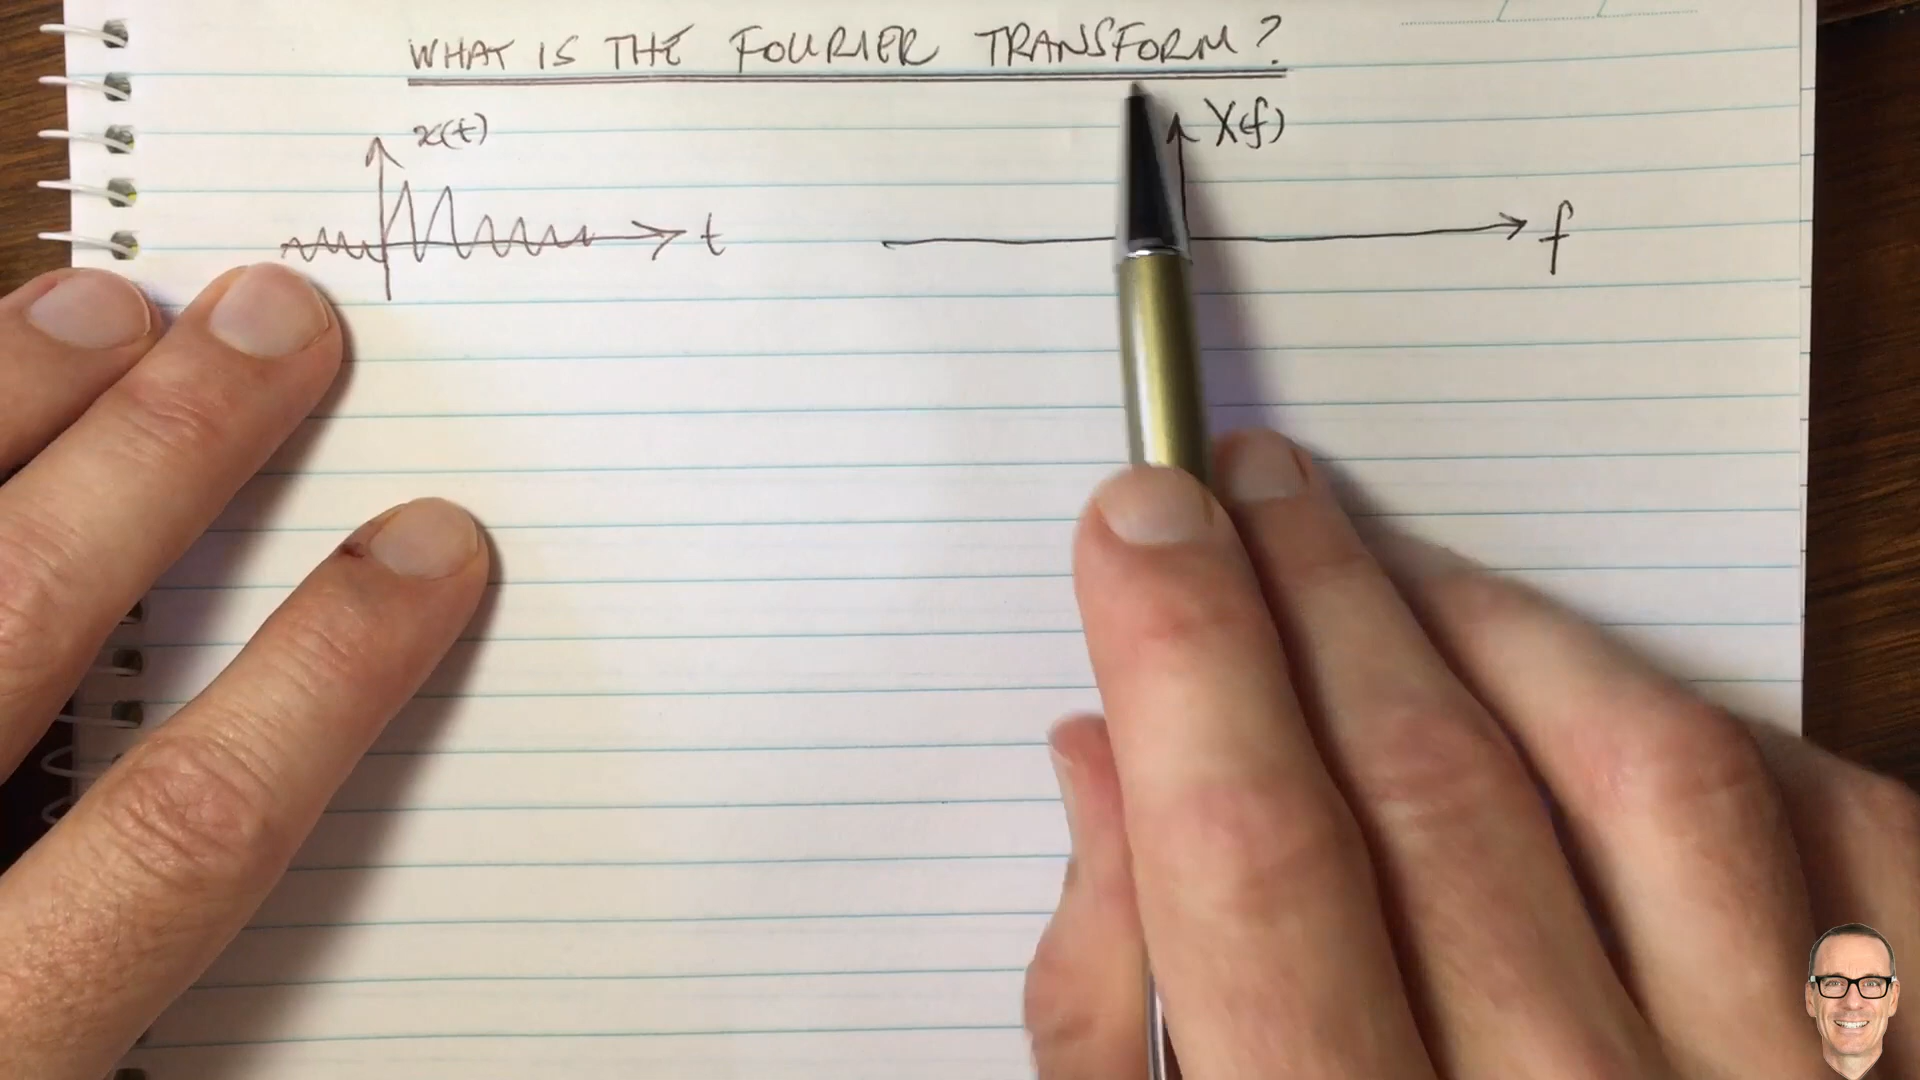 WHAT IS THE FOURIER TRANSFORM?
x(t)
X(f)
t
f